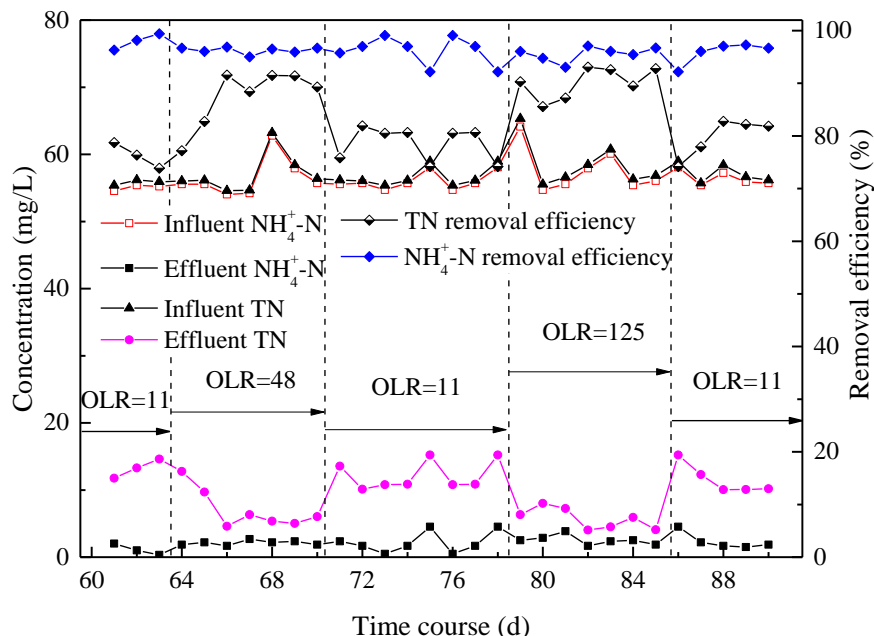 80
60
40
20
0
Concentration (mg/L)
100
80
60
40
20
0
Removal efficiency (%)
Influent NH₄⁺-N
Effluent NH₄⁺-N
Influent TN
Effluent TN
TN removal efficiency
NH₄⁺-N removal efficiency
OLR=11
OLR=48
OLR=11
OLR=125
OLR=11
60 64 68 72 76 80 84 88
Time course (d)